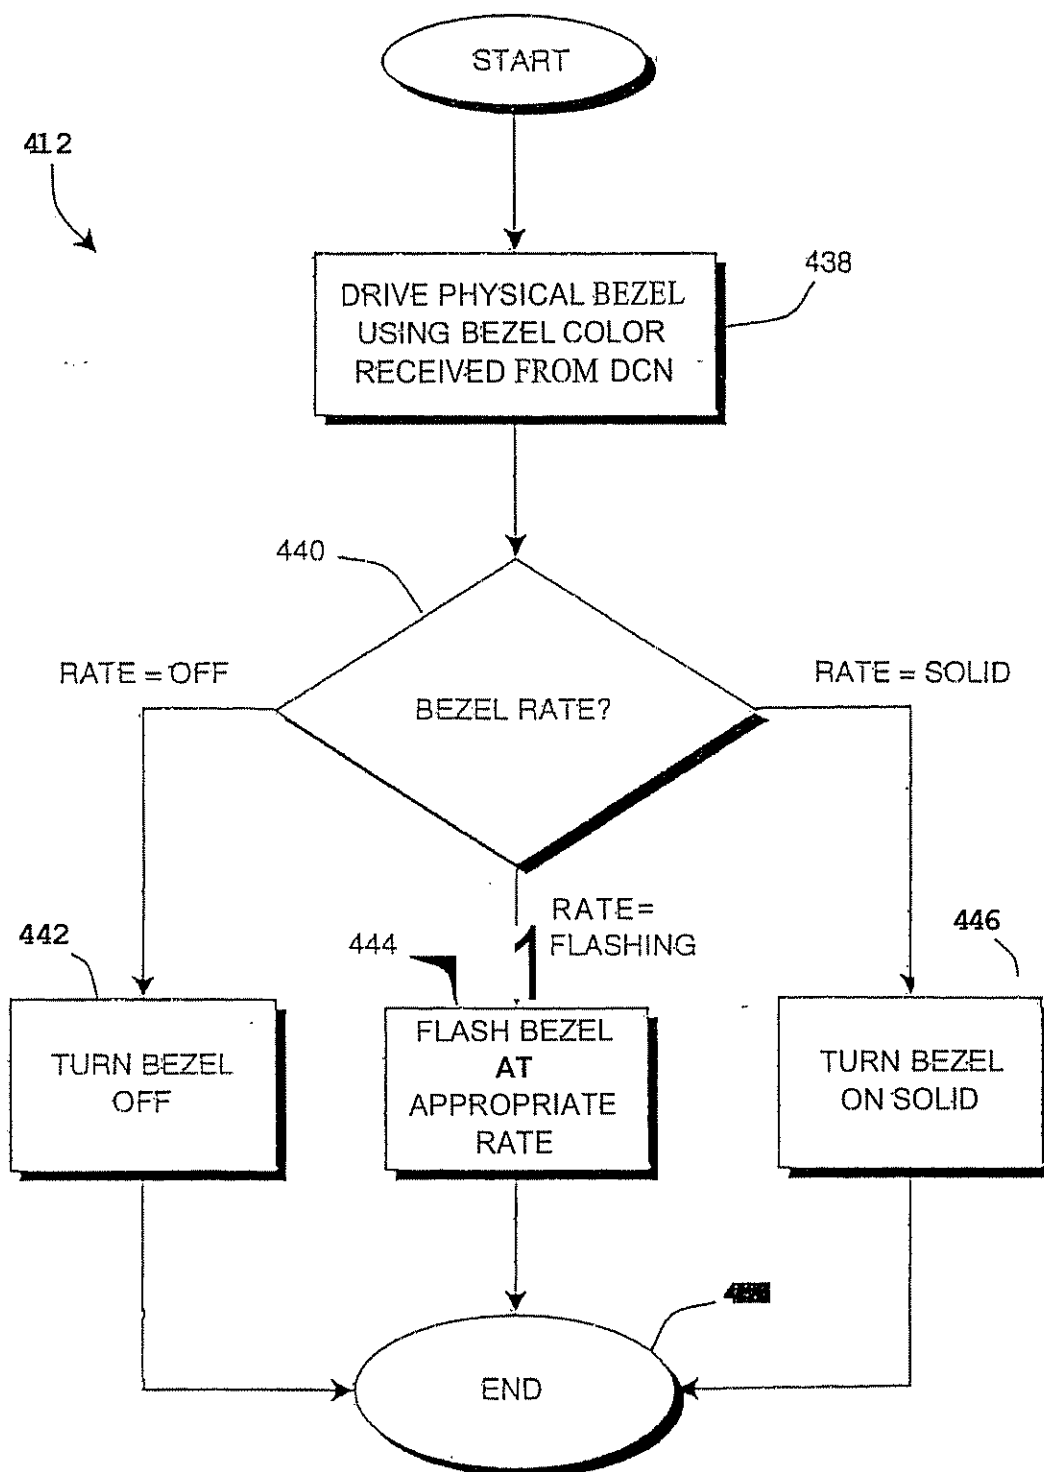 START
412
438
DRIVE PHYSICAL BEZEL
USING BEZEL COLOR
RECEIVED FROM DCN
440
RATE = OFF
RATE = SOLID
BEZEL RATE?
RATE =
FLASHING
442
444
446
TURN BEZEL
OFF
FLASH BEZEL
AT
APPROPRIATE
RATE
TURN BEZEL
ON SOLID
END